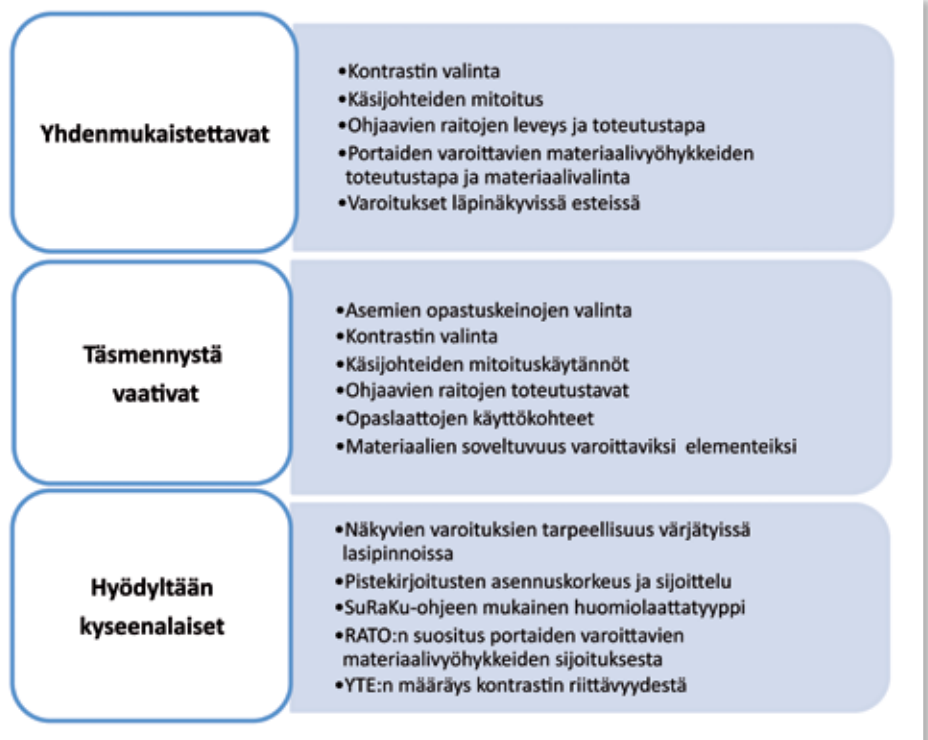 Yhdenmukaistettavat
•Kontrastin valinta
•Käsijohteiden mitoitus
•Ohjaavien raitojen leveys ja toteutustapa
•Portaiden varoittavien materiaalivyöhykkeiden
toteutustapa ja materiaalivalinta
•Varoitukset läpinäkyvissä esteissä
Täsmennystä
vaativat
•Asemien opastuskeinojen valinta
•Kontrastin valinta
•Käsijohteiden mitoituskäytännöt
•Ohjaavien raitojen toteutustavat
•Opaslaattojen käyttökohteet
•Materiaalien soveltuvuus varoittaviksi elementeiksi
Hyödyltään
kyseenalaiset
•Näkyvien varoituksien tarpeellisuus värjätyissä
lasipinnoissa
•Pistekirjoitusten asennuskorkeus ja sijoittelu
•SuRaKu-ohjeen mukainen huomiolaattatyyppi
•RATO:n suositus portaiden varoittavien
materiaalivyöhykkeiden sijoituksesta
•YTE:n määräys kontrastin riittävyydestä